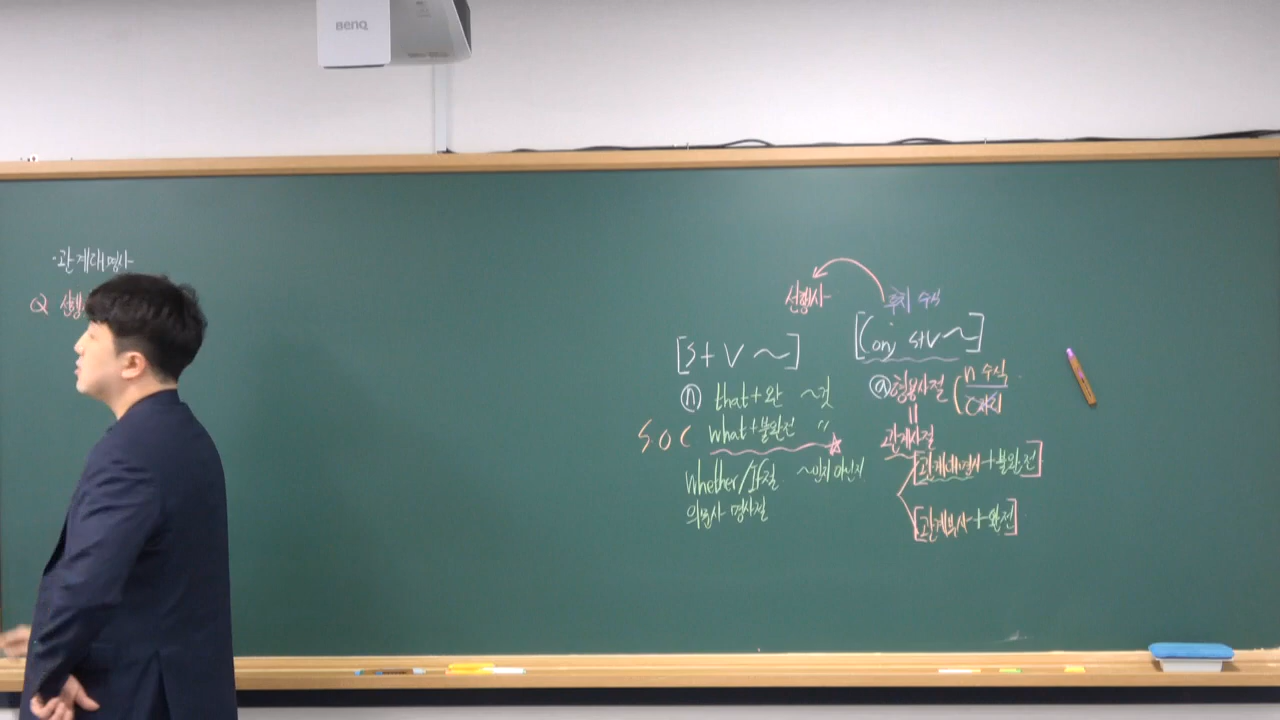 BenQ
·관계대명사
Q 선행
선행사 후치 수식
[S+V ~] [Conj S+V ~]
ⓝ that+완 ~것
S O C what+불완전 "
whether/if절 ~인지 아닌지
의문사 명사절
ⓐ형용사절 ( n 수식
=
관계사절
[관계대명사+불완전]
[관계부사+완전]